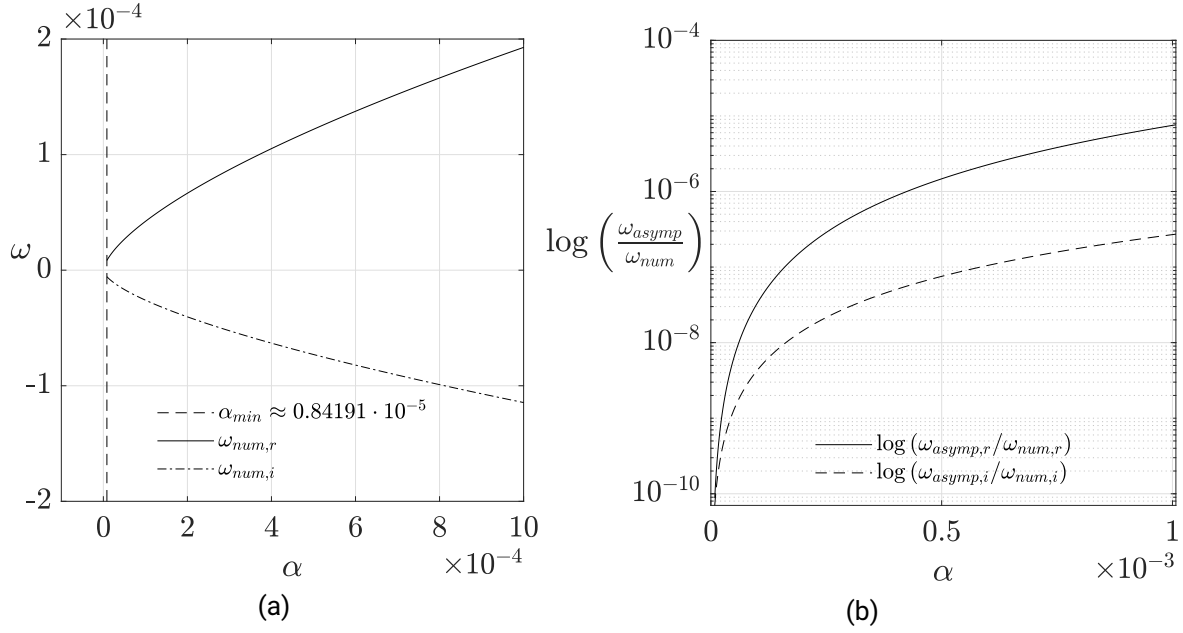 ×10⁻⁴
2
1
ω
0
-1
-2
α_min ≈ 0.84191 · 10⁻⁵
ω_num,r
ω_num,i
0 2 4 6 8 10
α ×10⁻⁴
(a)
10⁻⁴
10⁻⁶
log (ω_asymp/ω_num)
10⁻⁸
10⁻¹⁰
log (ω_asymp,r/ω_num,r)
log (ω_asymp,i/ω_num,i)
0 0.5 1
α ×10⁻³
(b)